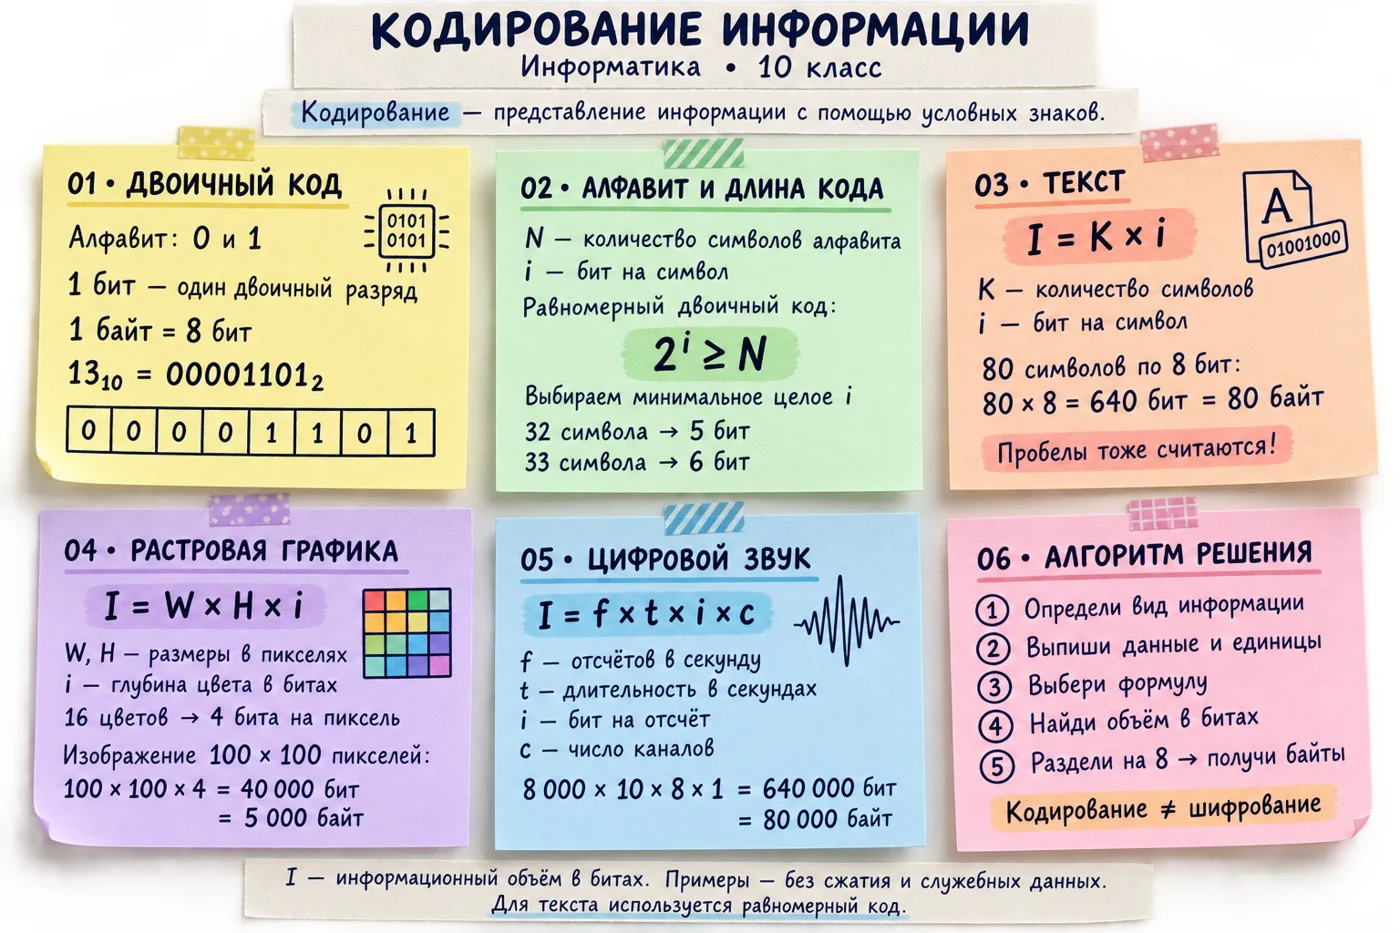 КОДИРОВАНИЕ ИНФОРМАЦИИ
Информатика • 10 класс
Кодирование — представление информации с помощью условных знаков.
01 • ДВОИЧНЫЙ КОД
Алфавит: 0 и 1
0101
0101
1 бит — один двоичный разряд
1 байт = 8 бит
13₁₀ = 00001101₂
0 0 0 0 1 1 0 1
02 • АЛФАВИТ И ДЛИНА КОДА
N — количество символов алфавита
i — бит на символ
Равномерный двоичный код:
2ⁱ ≥ N
Выбираем минимальное целое i
32 символа → 5 бит
33 символа → 6 бит
03 • ТЕКСТ
I = K × i
A
01001000
K — количество символов
i — бит на символ
80 символов по 8 бит:
80 × 8 = 640 бит = 80 байт
Пробелы тоже считаются!
04 • РАСТРОВАЯ ГРАФИКА
I = W × H × i
W, H — размеры в пикселях
i — глубина цвета в битах
16 цветов → 4 бита на пиксель
Изображение 100 × 100 пикселей:
100 × 100 × 4 = 40 000 бит
= 5 000 байт
05 • ЦИФРОВОЙ ЗВУК
I = f × t × i × c
f — отсчётов в секунду
t — длительность в секундах
i — бит на отсчёт
c — число каналов
8 000 × 10 × 8 × 1 = 640 000 бит
= 80 000 байт
06 • АЛГОРИТМ РЕШЕНИЯ
1 Определи вид информации
2 Выпиши данные и единицы
3 Выбери формулу
4 Найди объём в битах
5 Раздели на 8 → получи байты
Кодирование ≠ шифрование
I — информационный объём в битах. Примеры — без сжатия и служебных данных.
Для текста используется равномерный код.